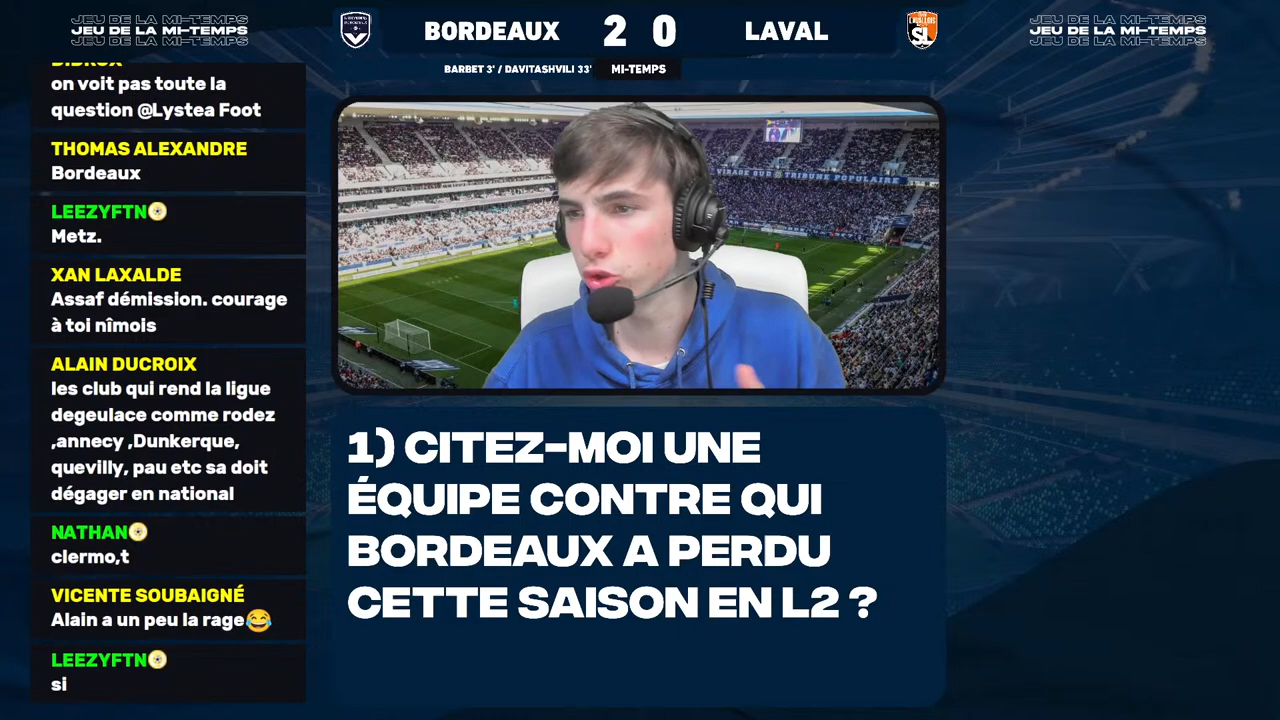 JEU DE LA MI-TEMPS
JEU DE LA MI-TEMPS
JEU DE LA MI-TEMPS
BORDEAUX 2 0 LAVAL
BARBET 3' / DAVITASHVILI 33' MI-TEMPS
JEU DE LA MI-TEMPS
JEU DE LA MI-TEMPS
JEU DE LA MI-TEMPS
DIDROX
on voit pas toute la
question @Lystea Foot
THOMAS ALEXANDRE
Bordeaux
LEEZYFTN
Metz.
XAN LAXALDE
Assaf démission. courage
à toi nîmois
ALAIN DUCROIX
les club qui rend la ligue
degeulace comme rodez
,annecy ,Dunkerque,
quevilly, pau etc sa doit
dégager en national
NATHAN
clermo,t
VICENTE SOUBAIGNÉ
Alain a un peu la rage😂
LEEZYFTN
si
VIRAGE SUD TRIBUNE POPULAIRE
1) CITEZ-MOI UNE
ÉQUIPE CONTRE QUI
BORDEAUX A PERDU
CETTE SAISON EN L2 ?